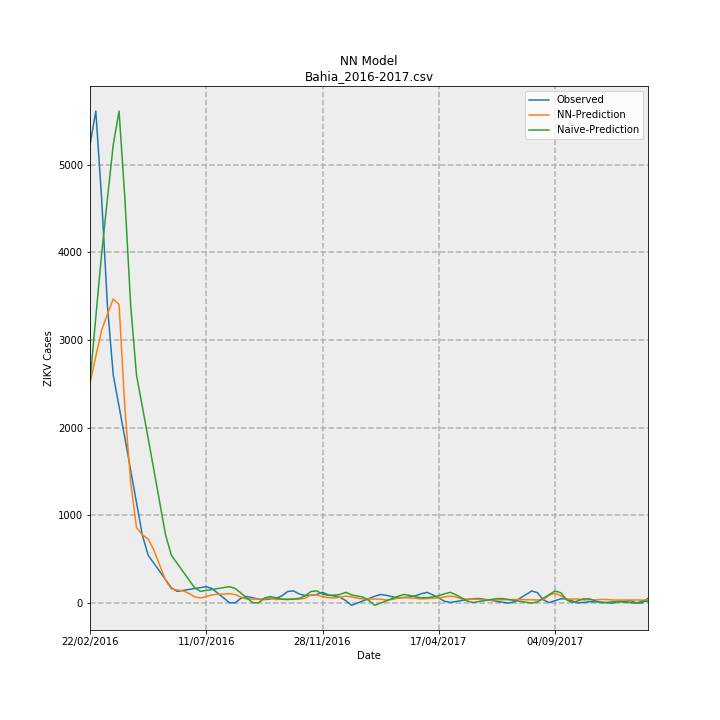 NN Model
Bahia_2016-2017.csv
Observed
NN-Prediction
Naive-Prediction
ZIKV Cases
5000
4000
3000
2000
1000
0
22/02/2016 11/07/2016 28/11/2016 17/04/2017 04/09/2017
Date